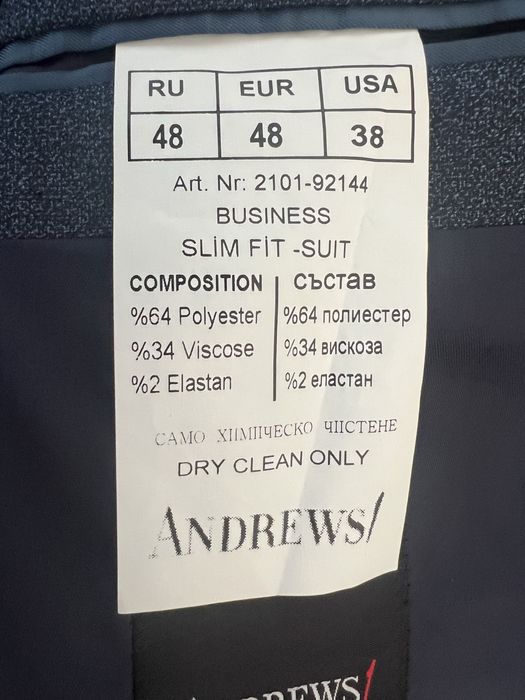 RU EUR USA
48 48 38
Art. Nr: 2101-92144
BUSINESS
SLİM FİT -SUIT
COMPOSITION Състав
%64 Polyester %64 полиестер
%34 Viscose %34 вискоза
%2 Elastan %2 еластан
САМО ХИМИЧЕСКО ЧИСТЕНЕ
DRY CLEAN ONLY
ANDREWS/
ANDREWS/